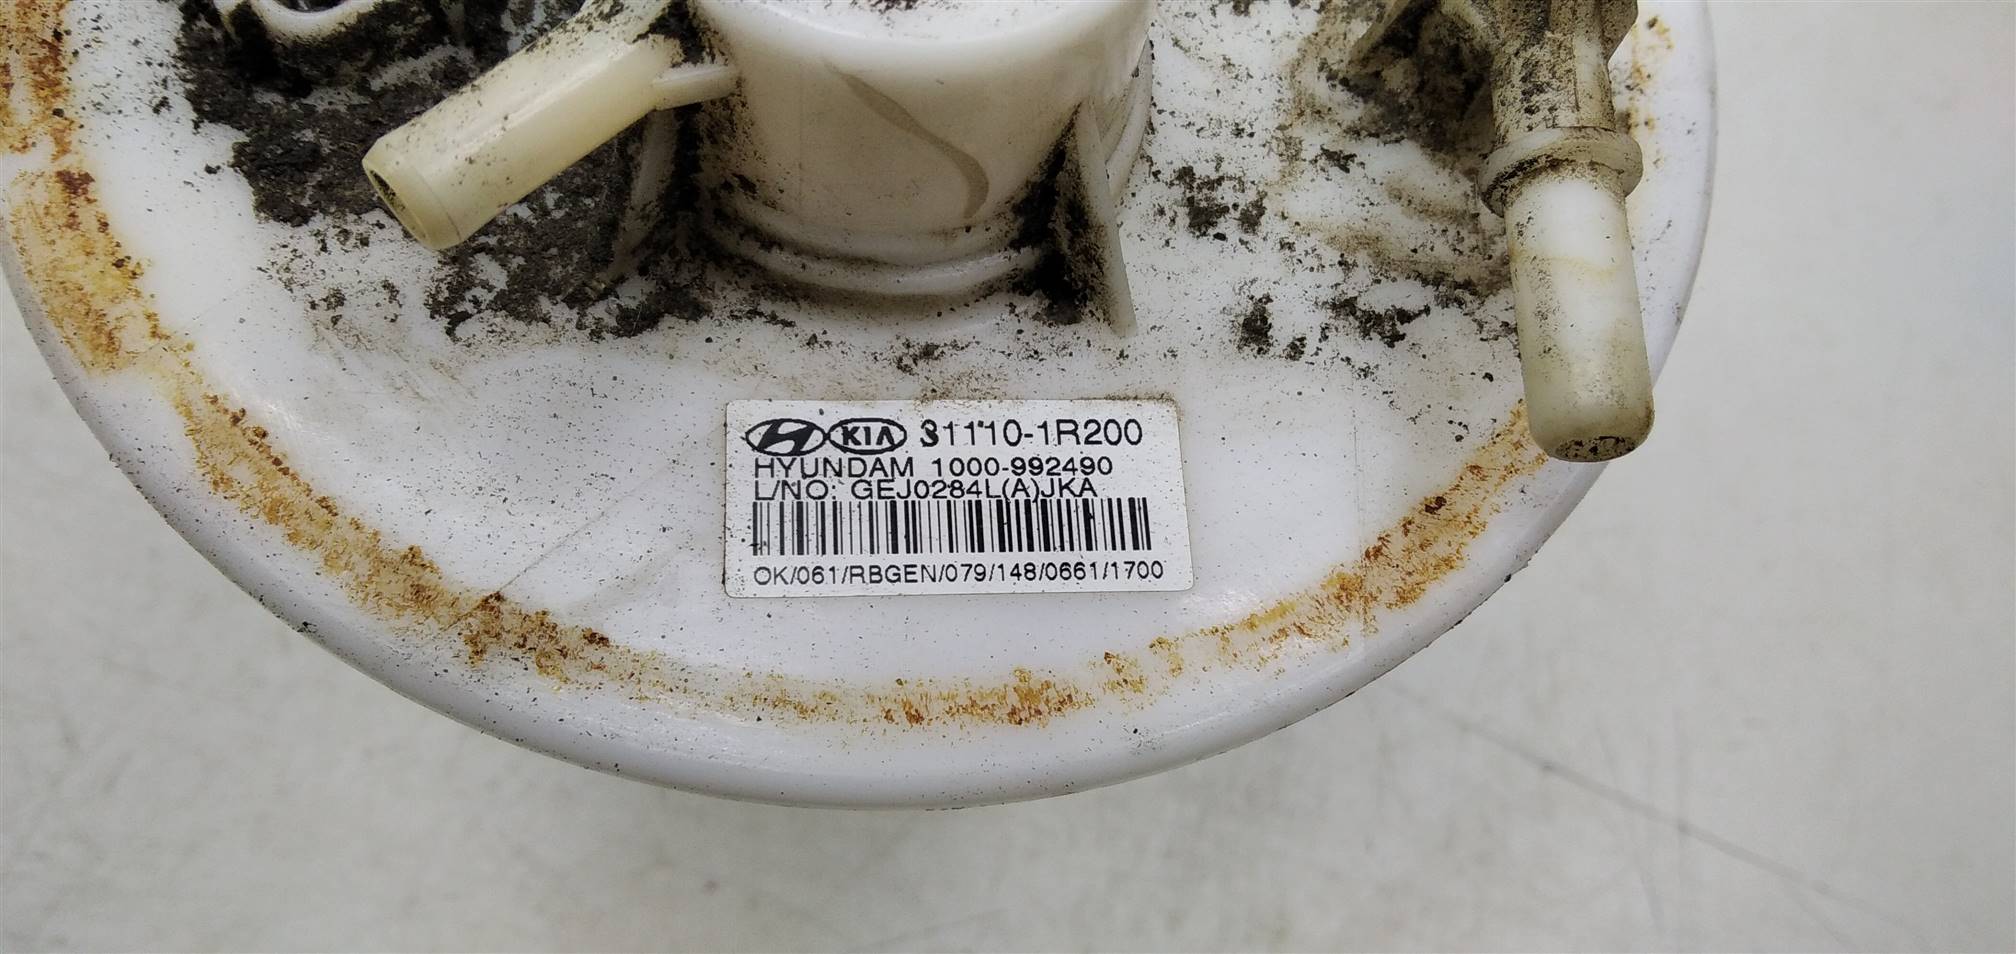 KIA 31110-1R200
HYUNDAM 1000-992490
L/NO: GEJ0284L(A)JKA
OK/061/RBGEN/079/148/0661/1700